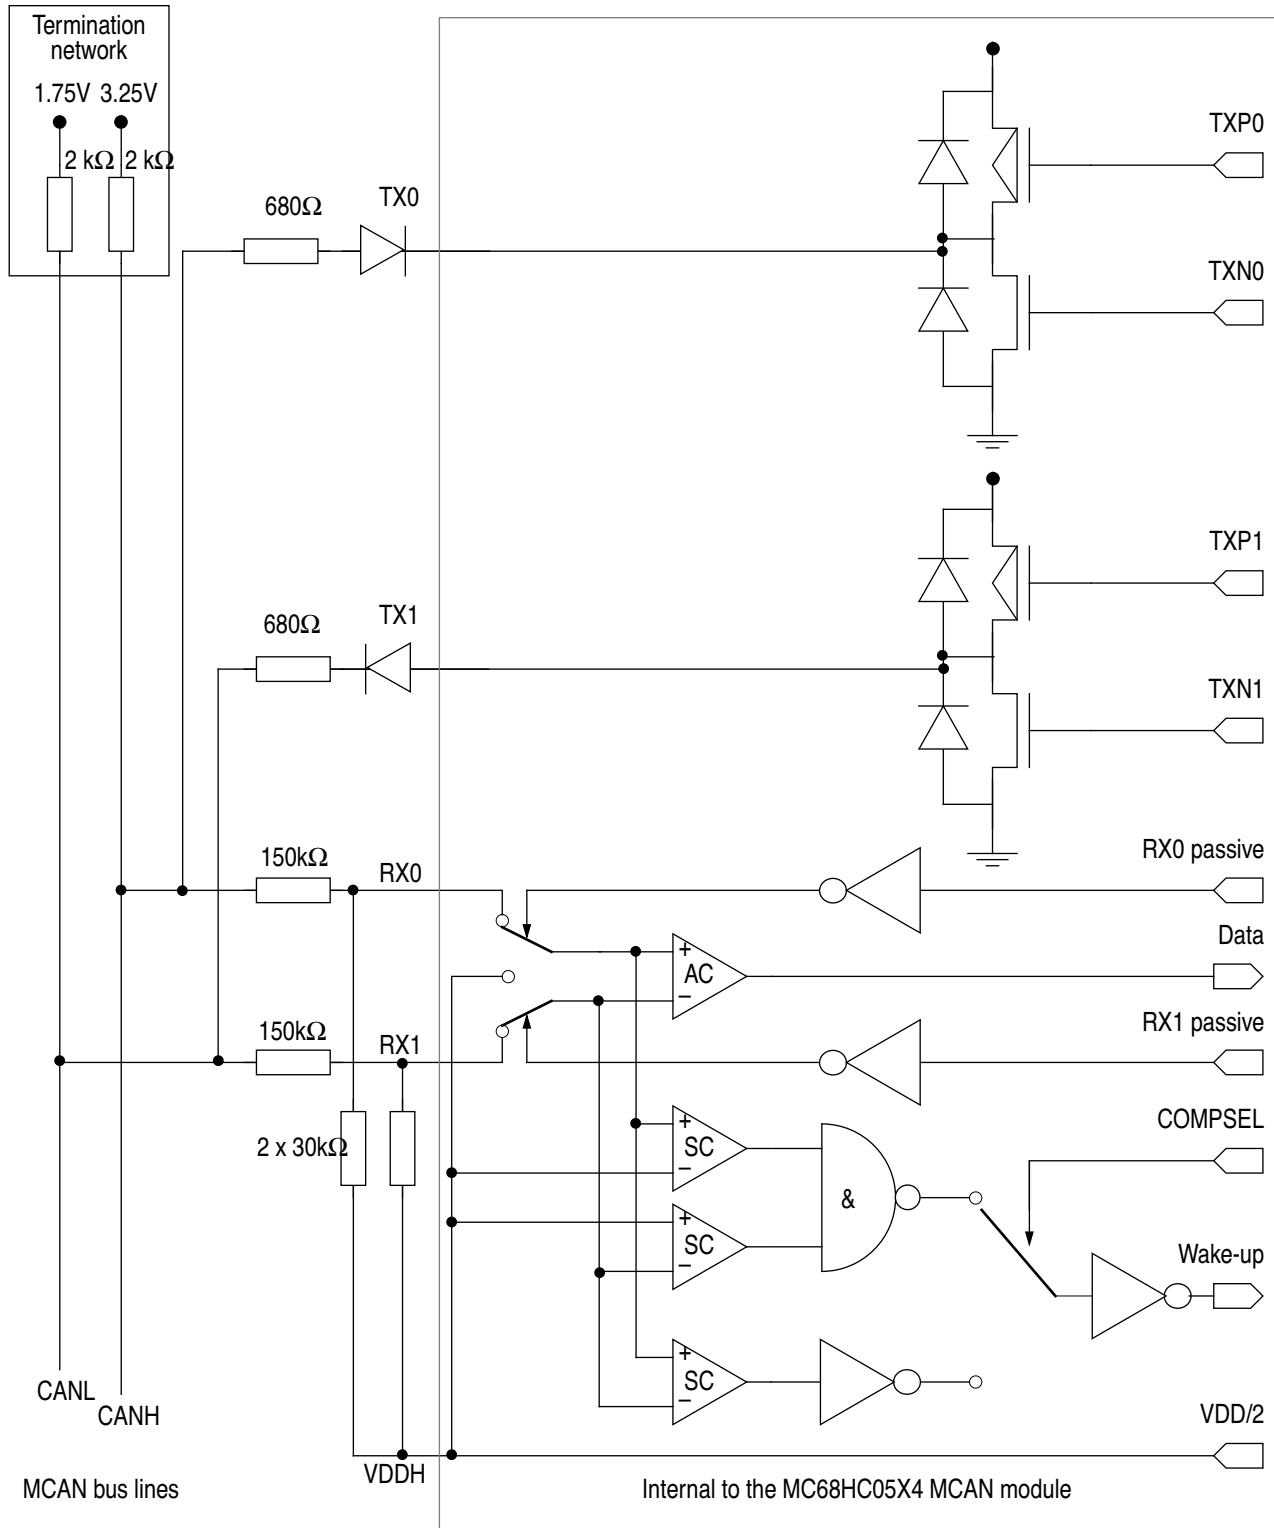 Termination
network
1.75V 3.25V
2 kΩ 2 kΩ
TXP0
680Ω
TX0
TXN0
TXP1
680Ω
TX1
TXN1
RX0 passive
150kΩ
RX0
Data
+
AC
−
RX1 passive
150kΩ
RX1
COMPSEL
+
SC
−
2 x 30kΩ
&
+
SC
−
Wake-up
+
SC
−
CANL
CANH
VDD/2
VDDH
MCAN bus lines
Internal to the MC68HC05X4 MCAN module